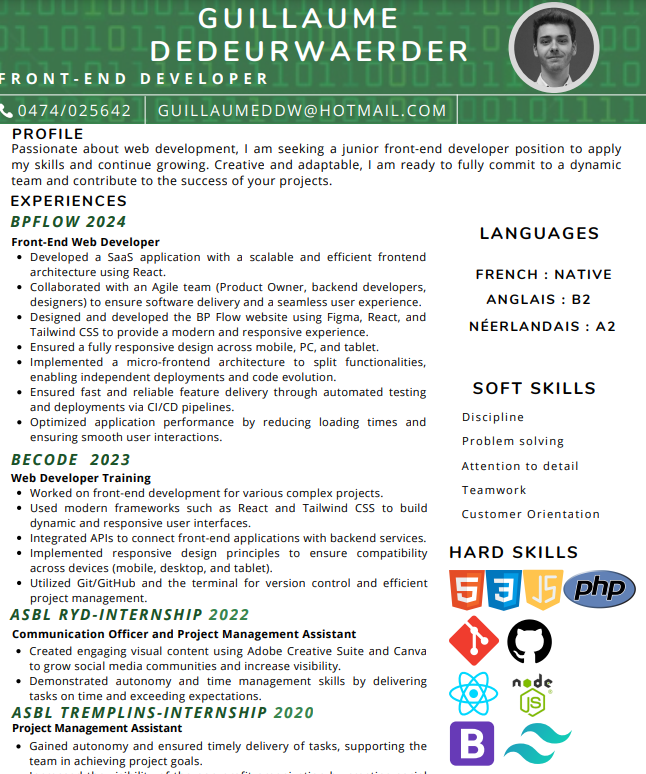 GUILLAUME
DEDEURWAERDER
FRONT-END DEVELOPER
0474/025642
GUILLAUMEDDW@HOTMAIL.COM
PROFILE
Passionate about web development, I am seeking a junior front-end developer position to apply
my skills and continue growing. Creative and adaptable, I am ready to fully commit to a dynamic
team and contribute to the success of your projects.
EXPERIENCES
BPFLOW 2024
Front-End Web Developer
• Developed a SaaS application with a scalable and efficient frontend
architecture using React.
• Collaborated with an Agile team (Product Owner, backend developers,
designers) to ensure software delivery and a seamless user experience.
• Designed and developed the BP Flow website using Figma, React, and
Tailwind CSS to provide a modern and responsive experience.
• Ensured a fully responsive design across mobile, PC, and tablet.
• Implemented a micro-frontend architecture to split functionalities,
enabling independent deployments and code evolution.
• Ensured fast and reliable feature delivery through automated testing
and deployments via CI/CD pipelines.
• Optimized application performance by reducing loading times and
ensuring smooth user interactions.
BECODE 2023
Web Developer Training
• Worked on front-end development for various complex projects.
• Used modern frameworks such as React and Tailwind CSS to build
dynamic and responsive user interfaces.
• Integrated APIs to connect front-end applications with backend services.
• Implemented responsive design principles to ensure compatibility
across devices (mobile, desktop, and tablet).
• Utilized Git/GitHub and the terminal for version control and efficient
project management.
ASBL RYD-INTERNSHIP 2022
Communication Officer and Project Management Assistant
• Created engaging visual content using Adobe Creative Suite and Canva
to grow social media communities and increase visibility.
• Demonstrated autonomy and time management skills by delivering
tasks on time and exceeding expectations.
ASBL TREMPLINS-INTERNSHIP 2020
Project Management Assistant
• Gained autonomy and ensured timely delivery of tasks, supporting the
team in achieving project goals.
LANGUAGES
FRENCH : NATIVE
ANGLAIS : B2
NÉERLANDAIS : A2
SOFT SKILLS
Discipline
Problem solving
Attention to detail
Teamwork
Customer Orientation
HARD SKILLS
5
3
JS
php
node
JS
B